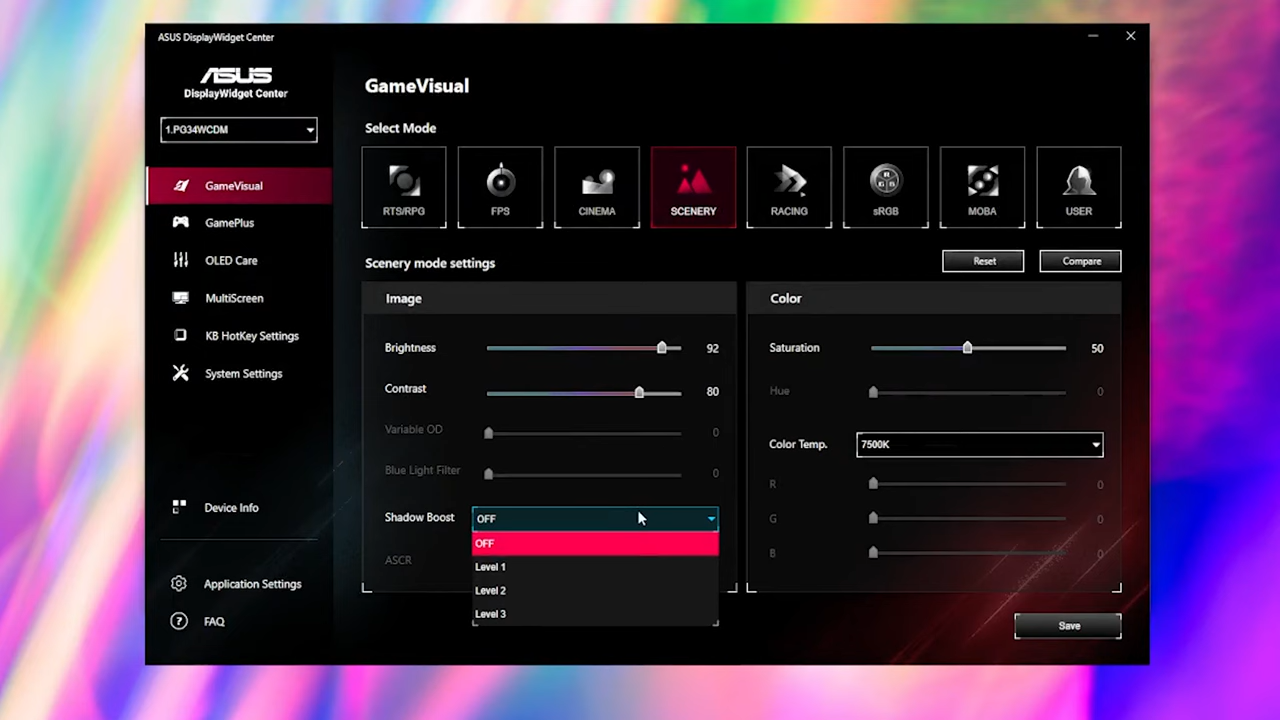 ASUS DisplayWidget Center
ASUS
DisplayWidget Center
1.PG34WCDM
GameVisual
GamePlus
OLED Care
MultiScreen
KB HotKey Settings
System Settings
Device Info
Application Settings
? FAQ
GameVisual
Select Mode
RTS/RPG
FPS
CINEMA
SCENERY
RACING
R
G B
sRGB
MOBA
USER
Scenery mode settings
Reset
Compare
Image
Brightness 92
Contrast 80
Variable OD 0
Blue Light Filter 0
Shadow Boost OFF
OFF
Level 1
Level 2
Level 3
ASCR
Color
Saturation 50
Hue 0
Color Temp. 7500K
R 0
G 0
B 0
Save